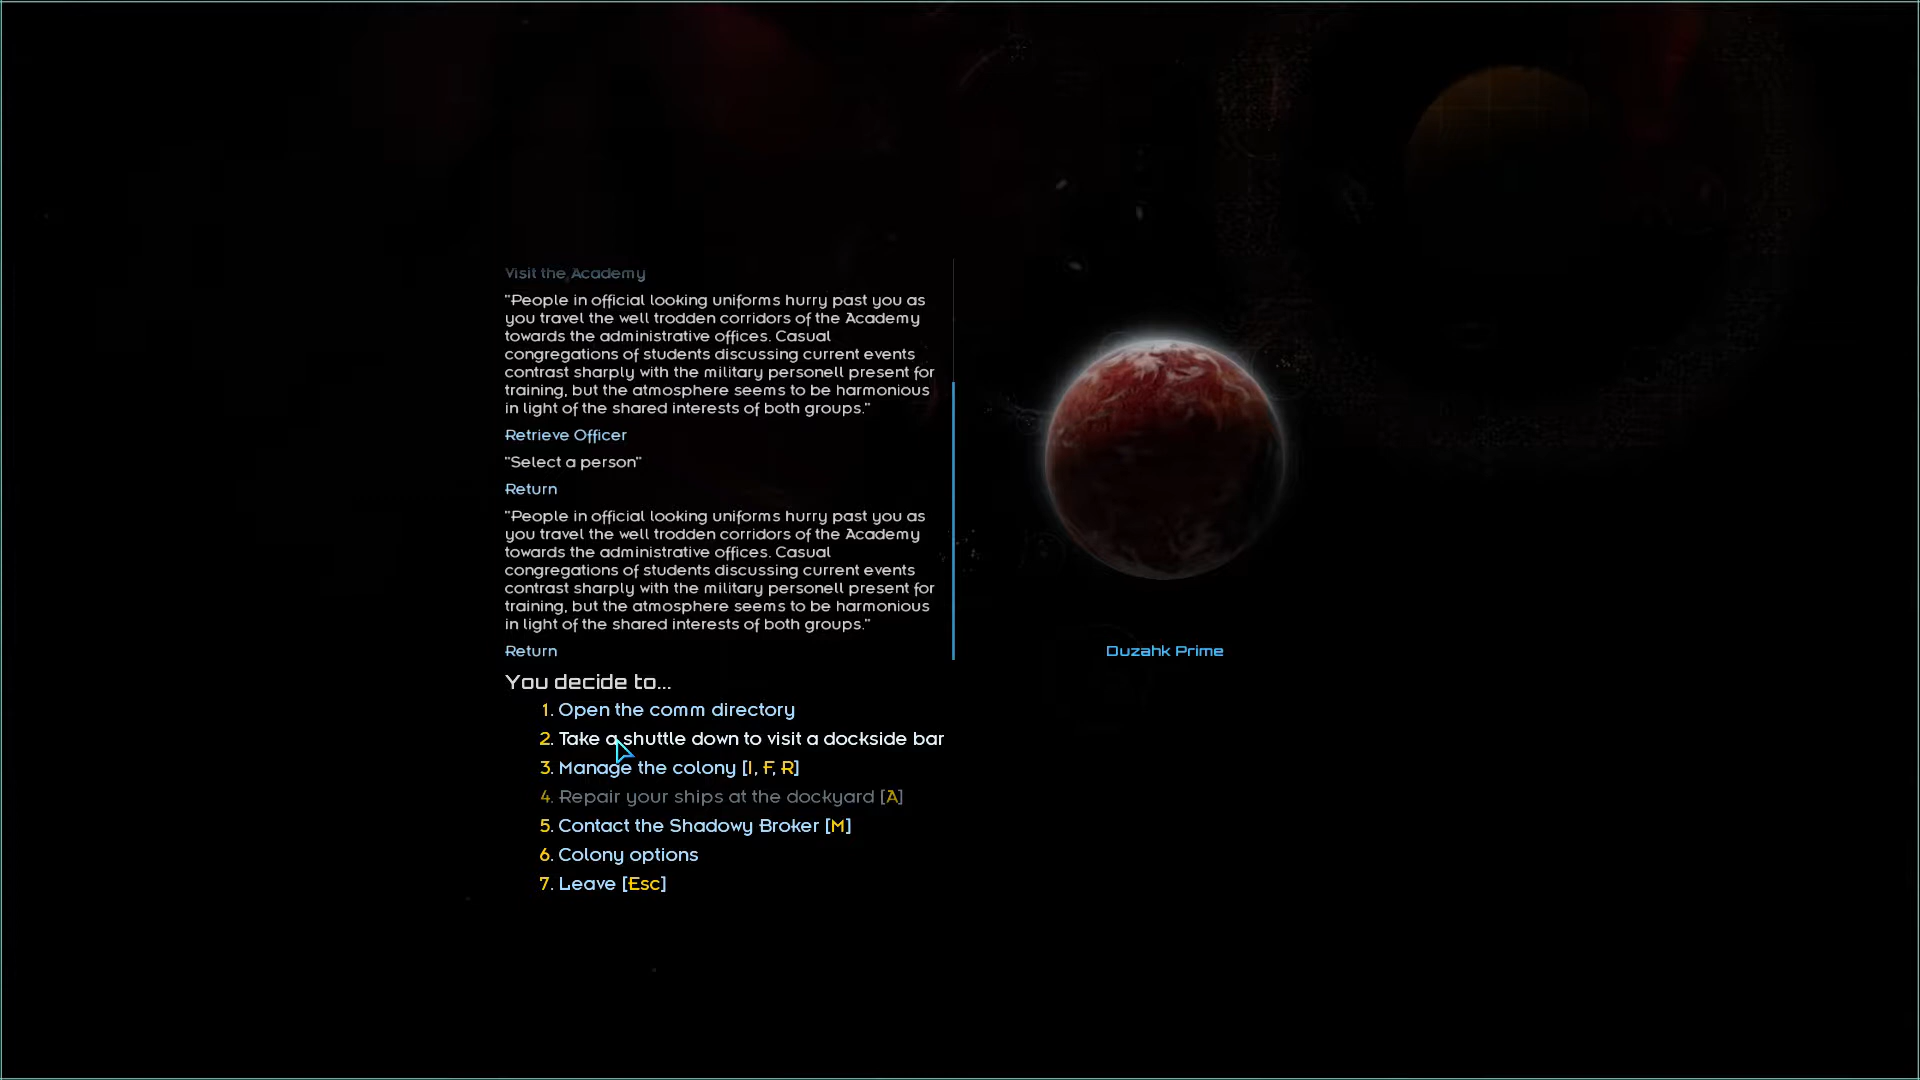 Visit the Academy
"People in official looking uniforms hurry past you as
you travel the well trodden corridors of the Academy
towards the administrative offices. Casual
congregations of students discussing current events
contrast sharply with the military personell present for
training, but the atmosphere seems to be harmonious
in light of the shared interests of both groups."
Retrieve Officer
"Select a person"
Return
"People in official looking uniforms hurry past you as
you travel the well trodden corridors of the Academy
towards the administrative offices. Casual
congregations of students discussing current events
contrast sharply with the military personell present for
training, but the atmosphere seems to be harmonious
in light of the shared interests of both groups."
Return
Duzahk Prime
You decide to...
1. Open the comm directory
2. Take a shuttle down to visit a dockside bar
3. Manage the colony [I, F, R]
4. Repair your ships at the dockyard [A]
5. Contact the Shadowy Broker [M]
6. Colony options
7. Leave [Esc]